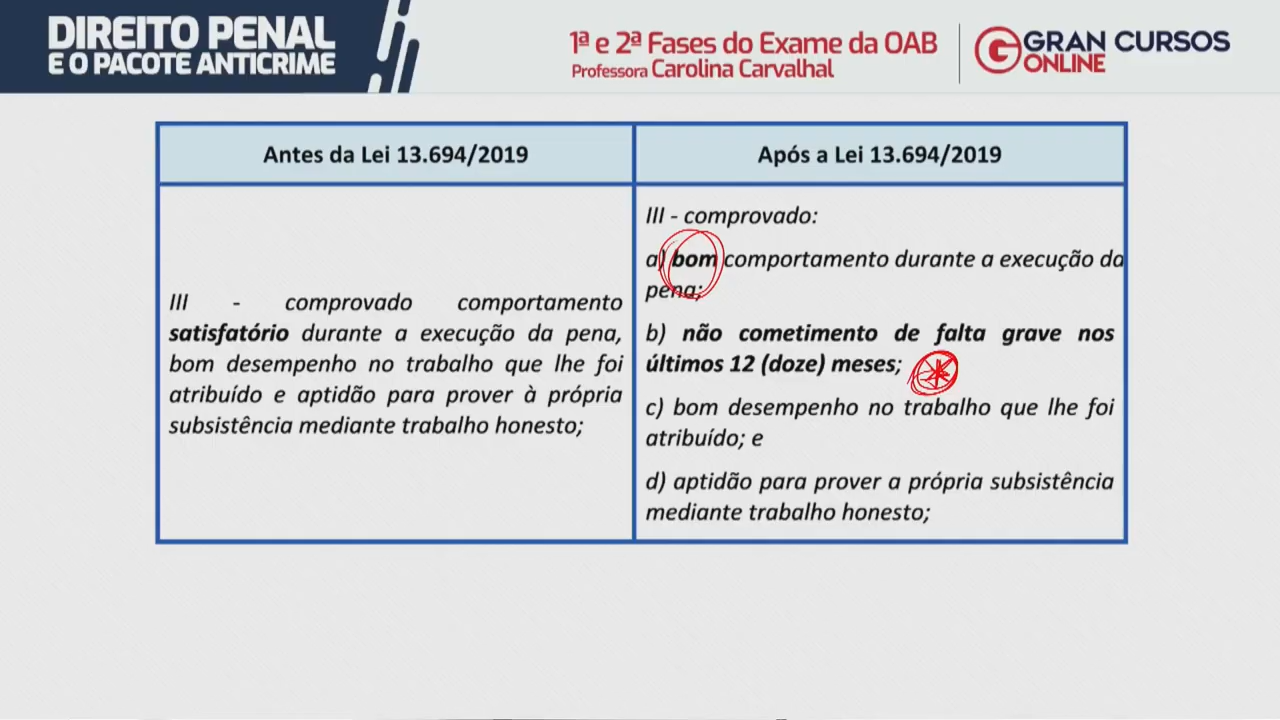 DIREITO PENAL
E O PACOTE ANTICRIME
1ª e 2ª Fases do Exame da OAB
Professora Carolina Carvalhal
GRAN CURSOS
ONLINE
Antes da Lei 13.694/2019
Após a Lei 13.694/2019
III - comprovado comportamento
satisfatório durante a execução da pena,
bom desempenho no trabalho que lhe foi
atribuído e aptidão para prover à própria
subsistência mediante trabalho honesto;
III - comprovado:
a) bom comportamento durante a execução da
pena;
b) não cometimento de falta grave nos
últimos 12 (doze) meses;
c) bom desempenho no trabalho que lhe foi
atribuído; e
d) aptidão para prover a própria subsistência
mediante trabalho honesto;